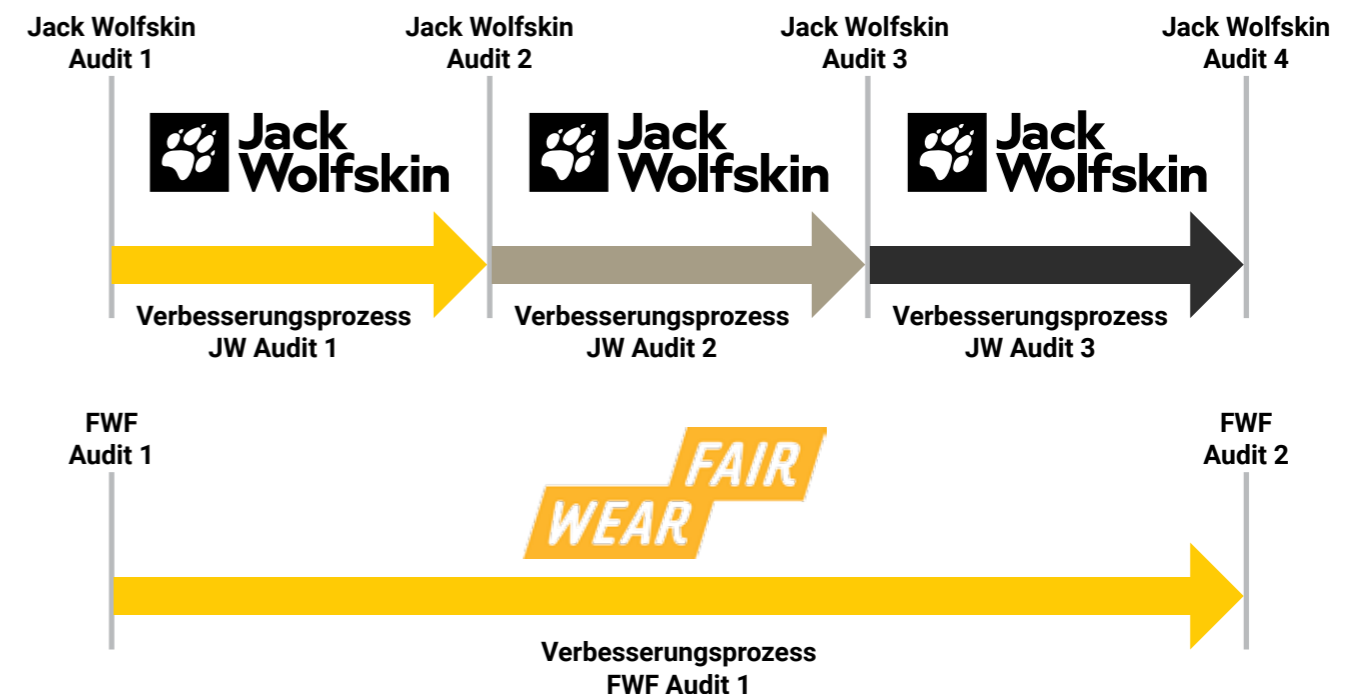 Jack Wolfskin
Audit 1
Jack Wolfskin
Audit 2
Jack Wolfskin
Audit 3
Jack Wolfskin
Audit 4
Jack
Wolfskin
Jack
Wolfskin
Jack
Wolfskin
Verbesserungsprozess
JW Audit 1
Verbesserungsprozess
JW Audit 2
Verbesserungsprozess
JW Audit 3
FWF
Audit 1
FWF
Audit 2
FAIR
WEAR
Verbesserungsprozess
FWF Audit 1